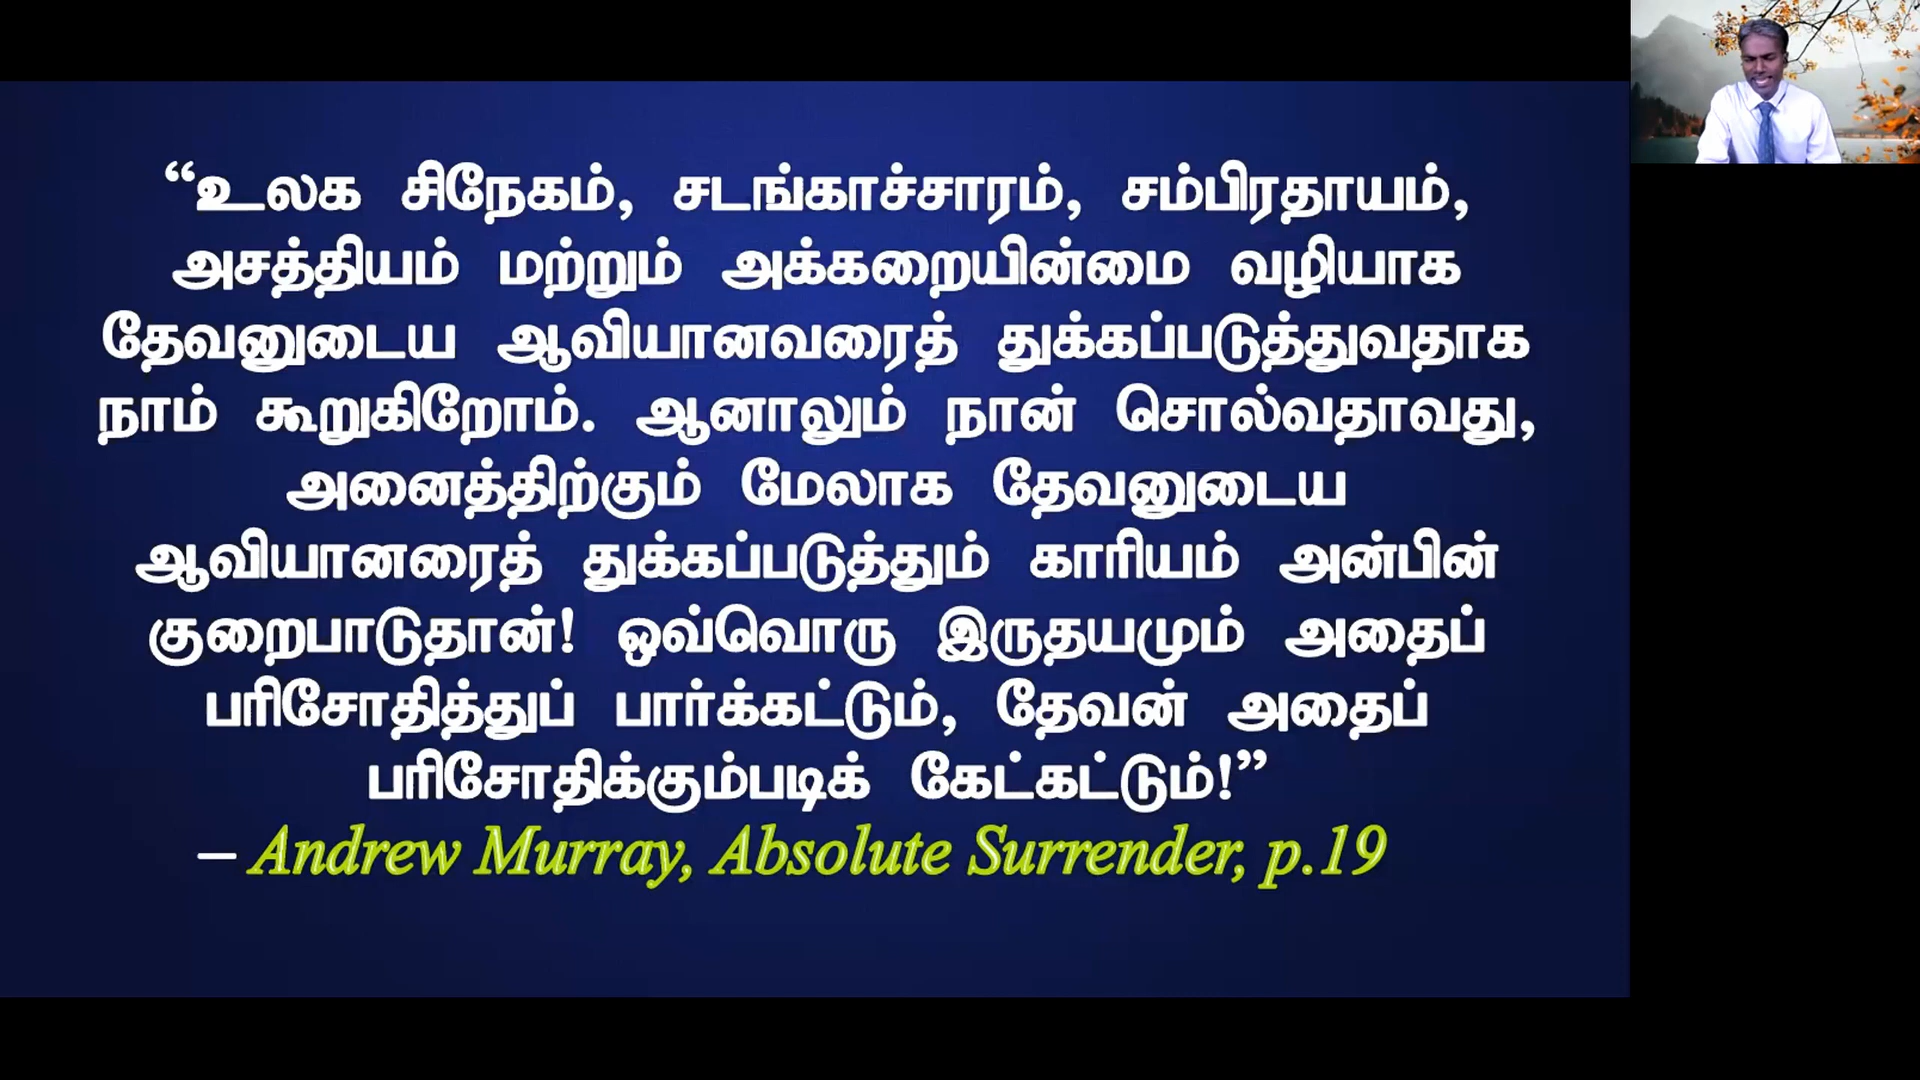 “உலக சிநேகம், சடங்காச்சாரம், சம்பிரதாயம்,
அசத்தியம் மற்றும் அக்கறையின்மை வழியாக
தேவனுடைய ஆவியானவரைத் துக்கப்படுத்துவதாக
நாம் கூறுகிறோம். ஆனாலும் நான் சொல்வதாவது,
அனைத்திற்கும் மேலாக தேவனுடைய
ஆவியானரைத் துக்கப்படுத்தும் காரியம் அன்பின்
குறைபாடுதான்! ஒவ்வொரு இருதயமும் அதைப்
பரிசோதித்துப் பார்க்கட்டும், தேவன் அதைப்
பரிசோதிக்கும்படிக் கேட்கட்டும்!”
– Andrew Murray, Absolute Surrender, p.19